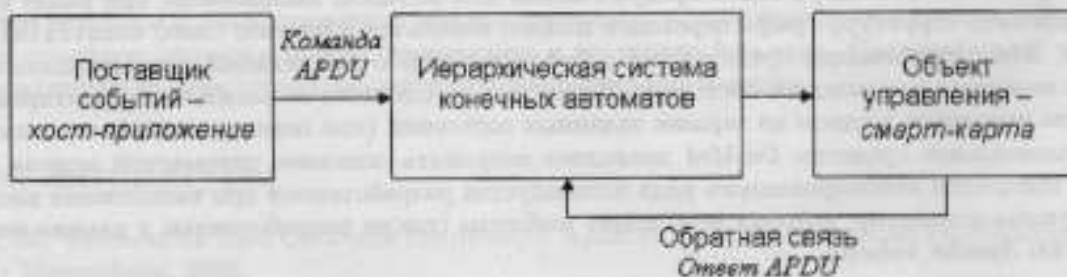 Поставщик
событий –
хост-приложение
Команда
APDU
Иерархическая система
конечных автоматов
Объект
управления –
смарт-карта
Обратная связь
Ответ APDU